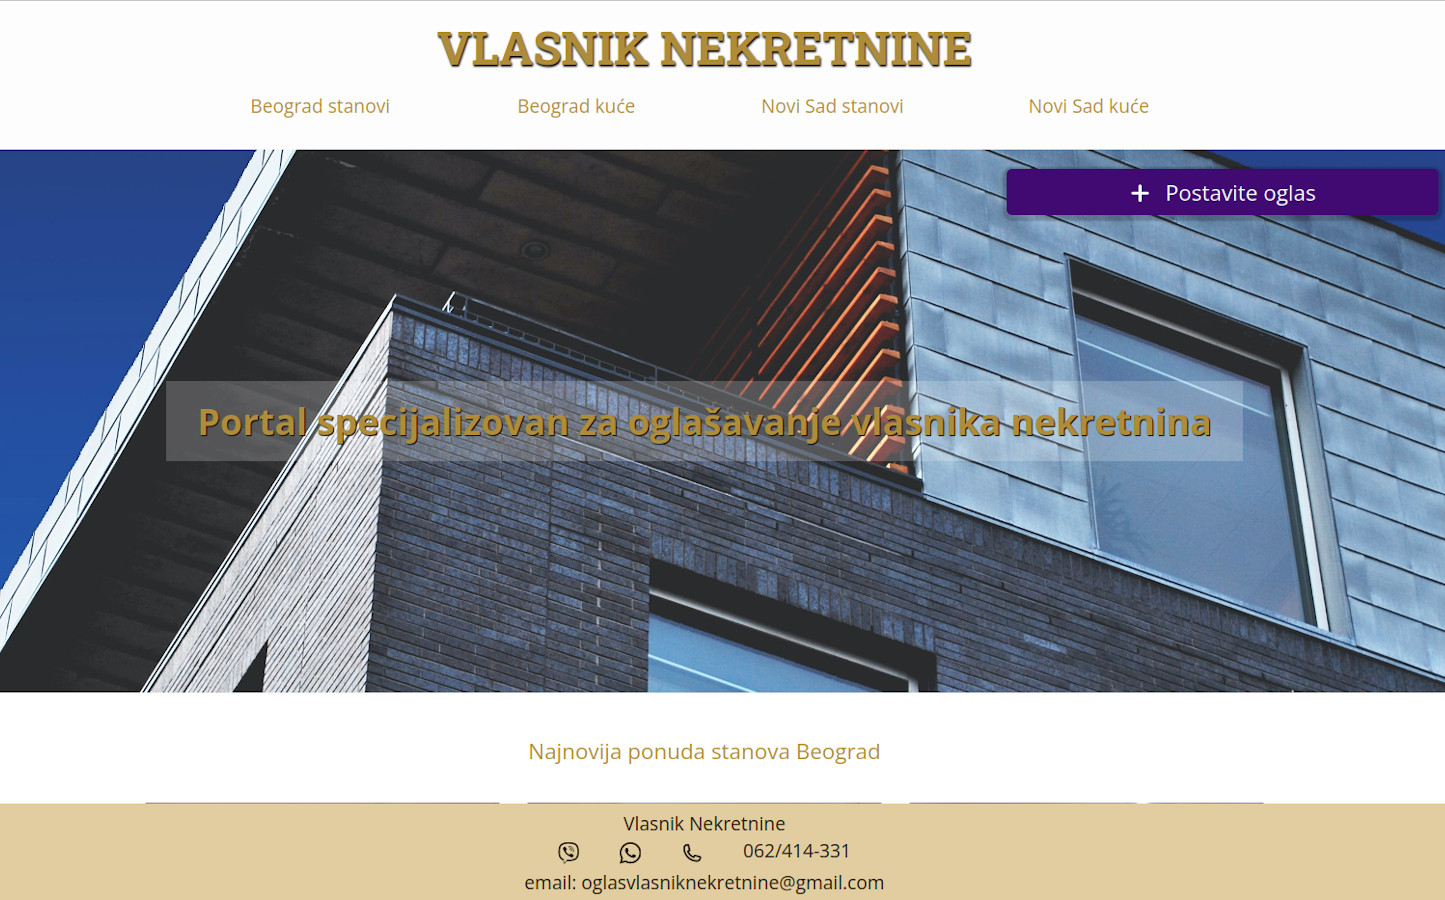 VLASNIK NEKRETNINE
Beograd stanovi
Beograd kuće
Novi Sad stanovi
Novi Sad kuće
Postavite oglas
Portal specijalizovan za oglašavanje vlasnika nekretnina
Najnovija ponuda stanova Beograd
Vlasnik Nekretnine
062/414-331
email: oglasvlasniknekretnine@gmail.com